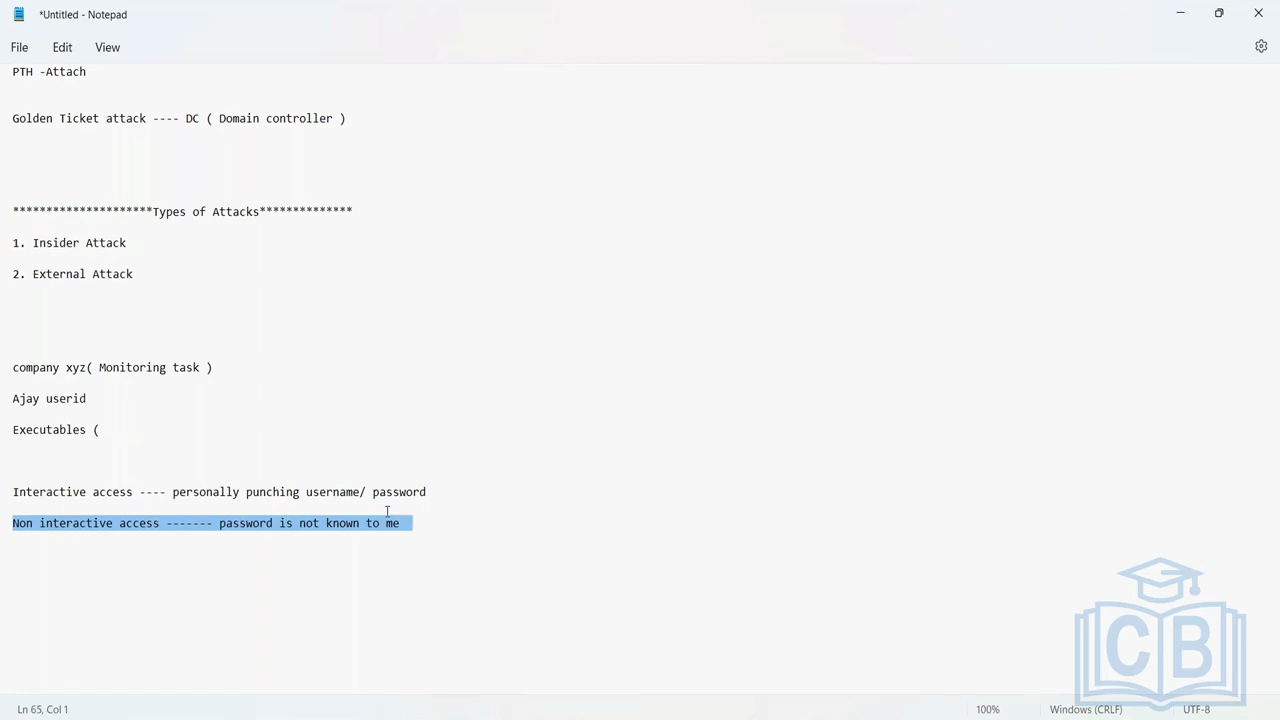 *Untitled - Notepad
File Edit View
PTH -Attach
Golden Ticket attack ---- DC ( Domain controller )
*********************Types of Attacks**************
1. Insider Attack
2. External Attack
company xyz( Monitoring task )
Ajay userid
Executables (
Interactive access ---- personally punching username/ password
Non interactive access ------- password is not known to me
CB
Ln 65, Col 1 100% Windows (CRLF) UTF-8